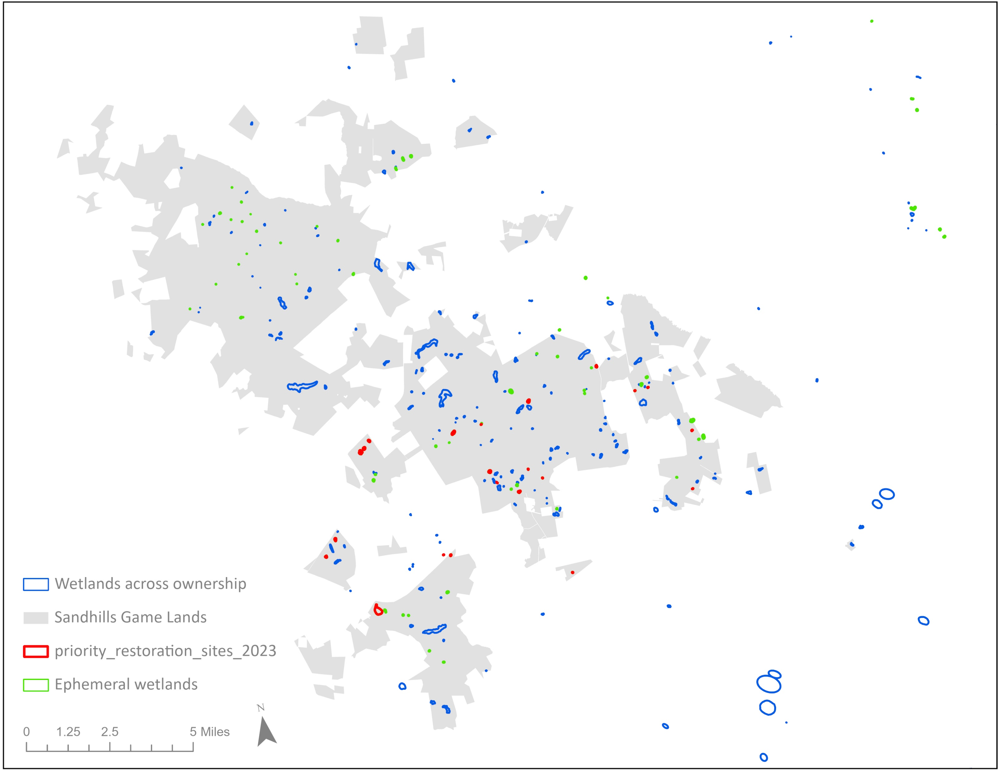 Wetlands across ownership
Sandhills Game Lands
priority_restoration_sites_2023
Ephemeral wetlands
N
0 1.25 2.5 5 Miles